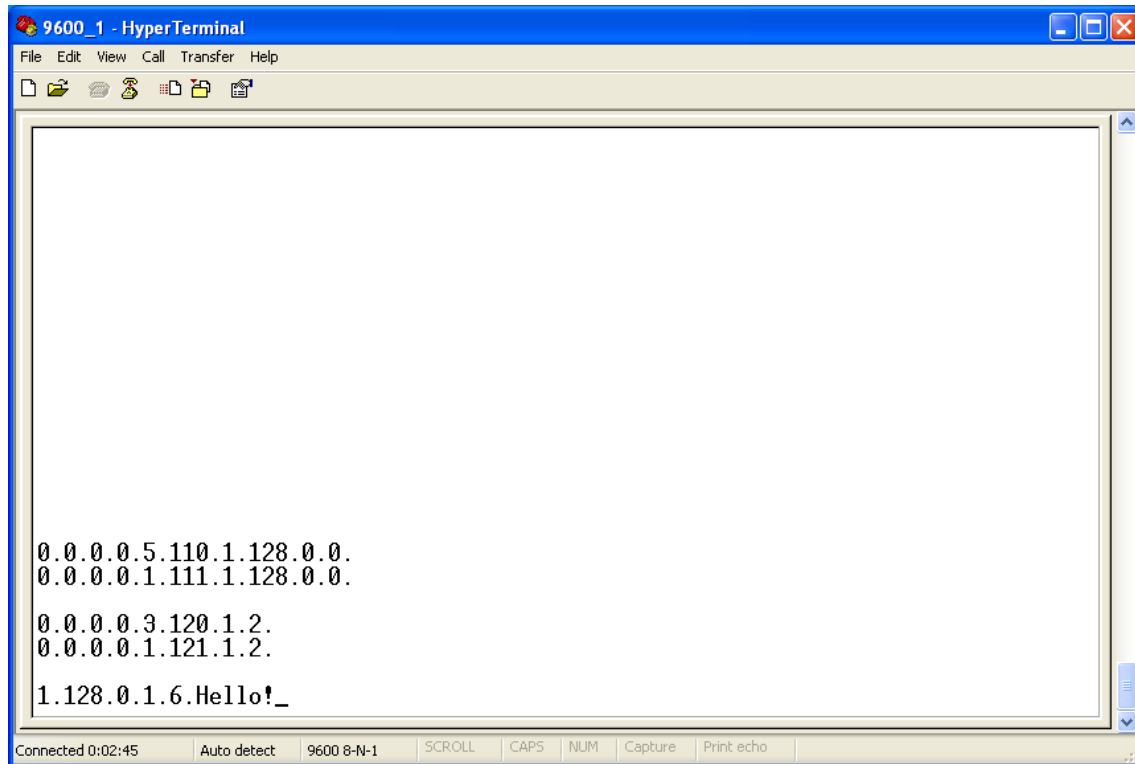 9600_1 - HyperTerminal
File Edit View Call Transfer Help
0.0.0.0.5.110.1.128.0.0.
0.0.0.0.1.111.1.128.0.0.
0.0.0.0.3.120.1.2.
0.0.0.0.1.121.1.2.
1.128.0.1.6.Hello!_
Connected 0:02:45 Auto detect 9600 8-N-1 SCROLL CAPS NUM Capture Print echo